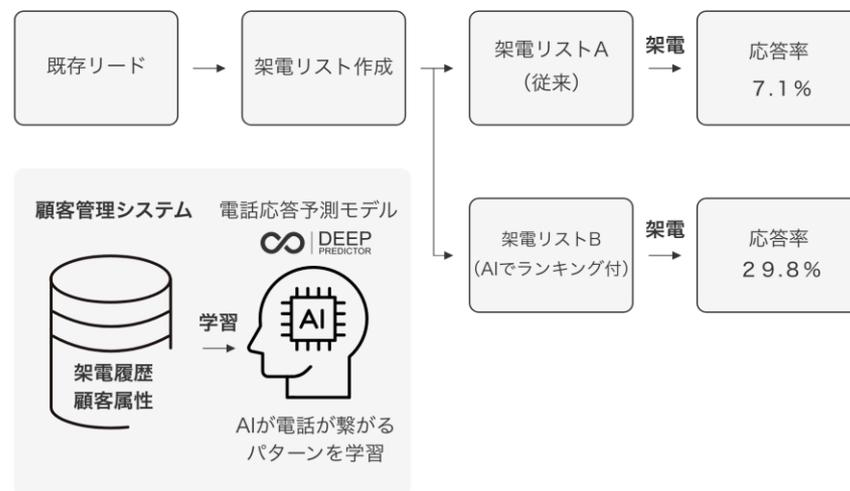 既存リード
架電リスト作成
架電リストA
（従来）
架電
応答率
7.1%
架電リストB
（AIでランキング付）
架電
応答率
29.8%
顧客管理システム
電話応答予測モデル
DEEP
PREDICTOR
学習
AI
架電履歴
顧客属性
AIが電話が繋がる
パターンを学習